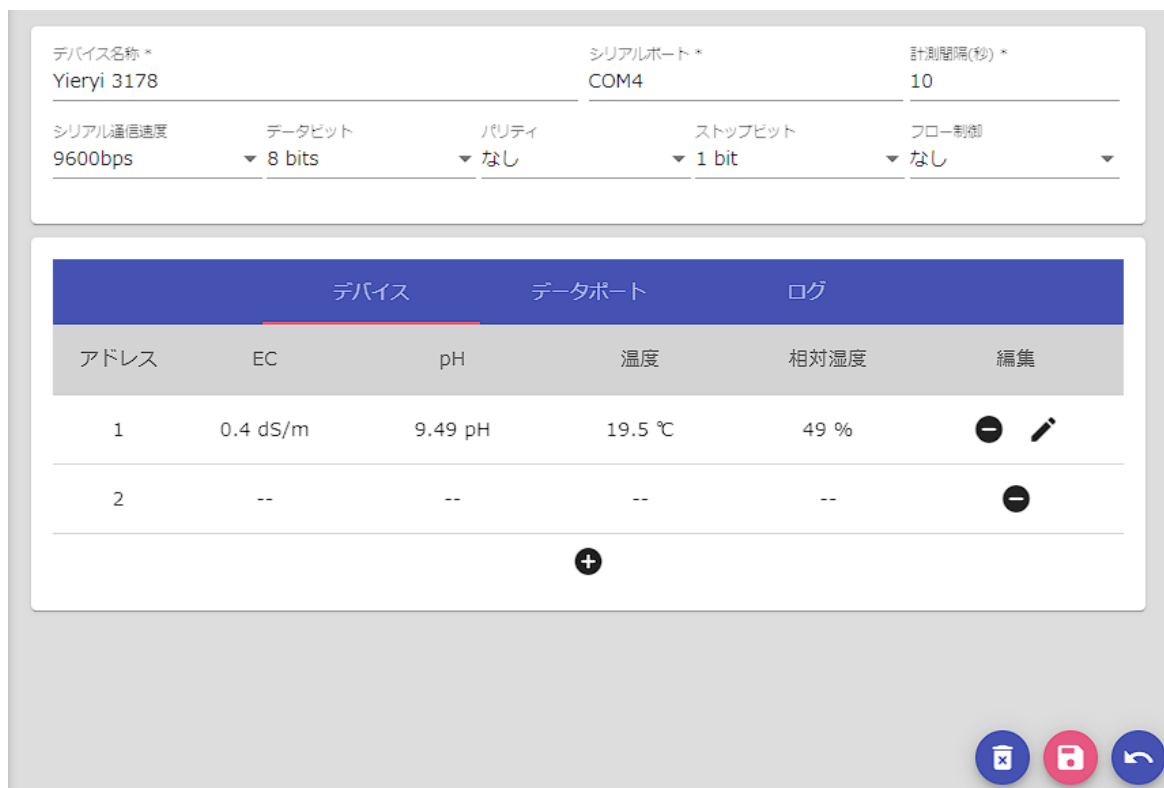 デバイス名称 * シリアルポート * 計測間隔(秒) *
Yieryi 3178 COM4 10
シリアル通信速度 データビット パリティ ストップビット フロー制御
9600bps 8 bits なし 1 bit なし
デバイス データポート ログ
アドレス EC pH 温度 相対湿度 編集
1 0.4 dS/m 9.49 pH 19.5 ℃ 49 %
2 -- -- -- --